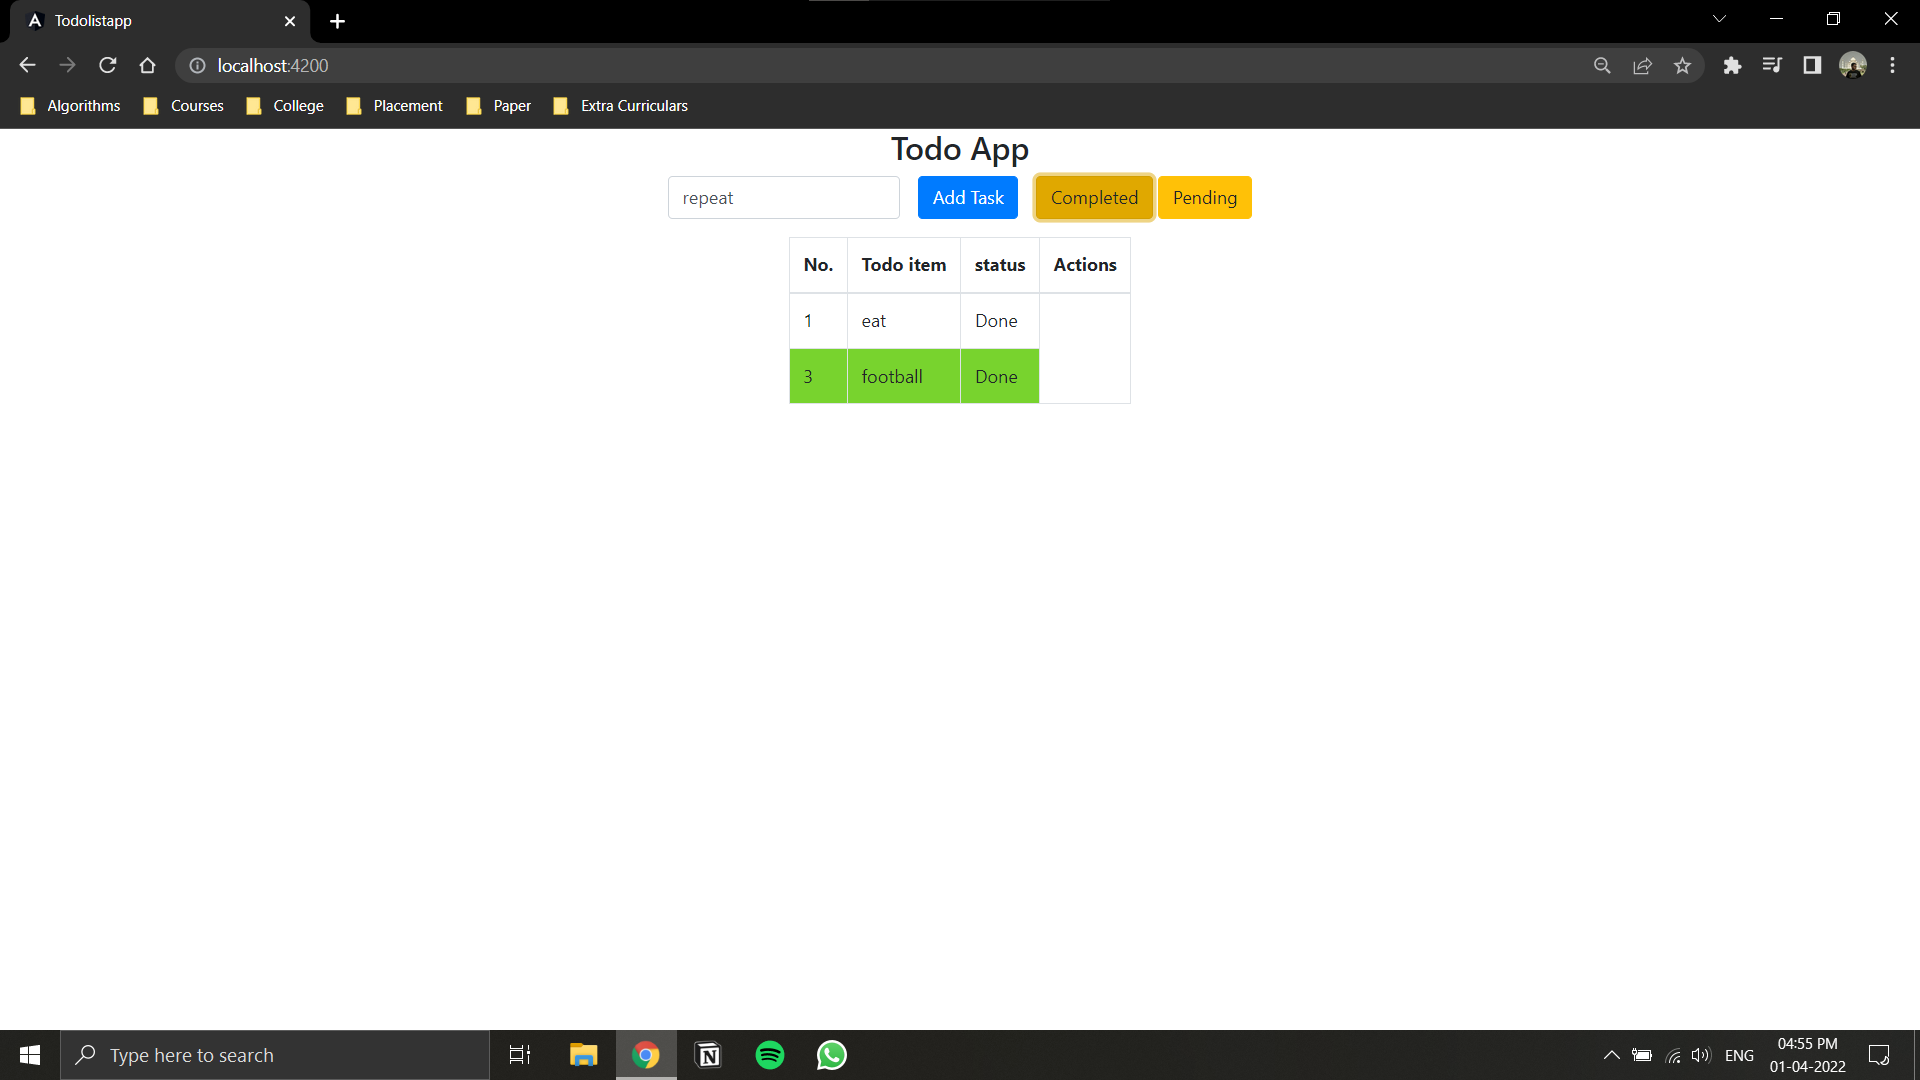 Todolistapp
localhost:4200
Algorithms Courses College Placement Paper Extra Curriculars
Todo App
repeat Add Task Completed Pending
No. Todo item status Actions
1 eat Done
3 football Done
Type here to search
ENG
04:55 PM
01-04-2022